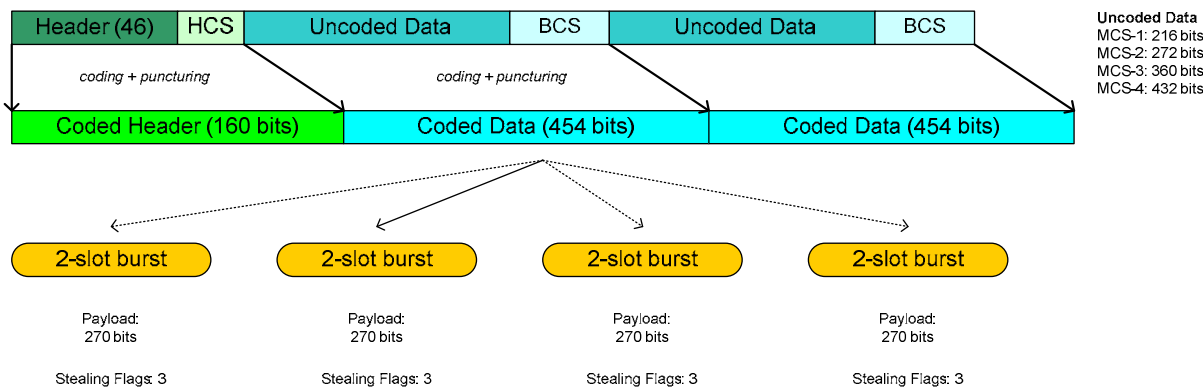 Header (46) HCS Uncoded Data BCS Uncoded Data BCS
Uncoded Data
MCS-1: 216 bits
MCS-2: 272 bits
MCS-3: 360 bits
MCS-4: 432 bits
coding + puncturing coding + puncturing
Coded Header (160 bits) Coded Data (454 bits) Coded Data (454 bits)
2-slot burst 2-slot burst 2-slot burst 2-slot burst
Payload: Payload: Payload: Payload:
270 bits 270 bits 270 bits 270 bits
Stealing Flags: 3 Stealing Flags: 3 Stealing Flags: 3 Stealing Flags: 3